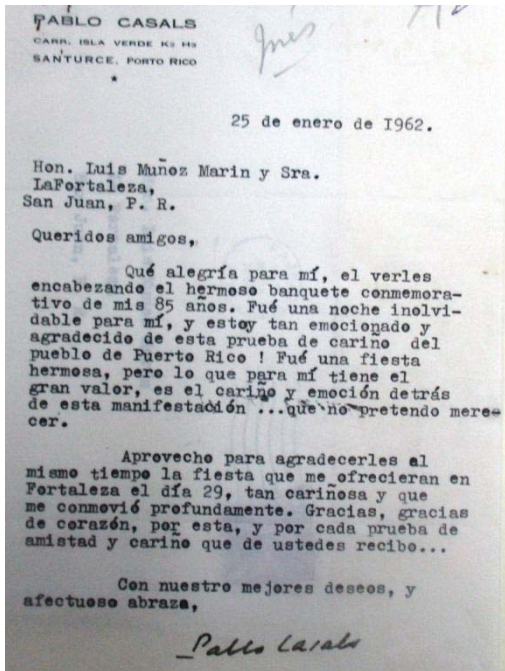 PABLO CASALS
CARR. ISLA VERDE K2 H3
SANTURCE, PORTO RICO
Inés
25 de enero de I962.
Hon. Luis Muñoz Marin y Sra.
LaFortaleza,
San Juan, P. R.
Queridos amigos,
Qué alegría para mí, el verles
encabezando el hermoso banquete conmemora-
tivo de mis 85 años. Fué una noche inolvi-
dable para mí, y estoy tan emocionado y
agradecido de esta prueba de cariño del
pueblo de Puerto Rico ! Fué una fiesta
hermosa, pero lo que para mí tiene el
gran valor, es el cariño y emoción detrás
de esta manifestación ...que no pretendo mere-
cer.
Aprovecho para agradecerles al
mismo tiempo la fiesta que me ofrecieran en
Fortaleza el día 29, tan cariñosa y que
me conmovió profundamente. Gracias, gracias
de corazón, por esta, y por cada prueba de
amistad y cariño que de ustedes recibo...
Con nuestro mejores deseos, y
afectuoso abraza,
Pablo Casals